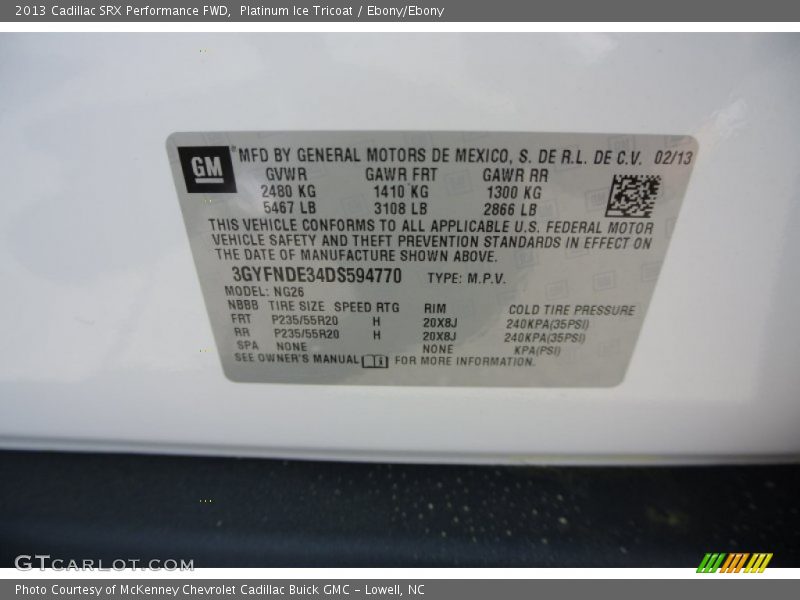 2013 Cadillac SRX Performance FWD,  Platinum Ice Tricoat / Ebony/Ebony
GM ® MFD BY GENERAL MOTORS DE MEXICO, S. DE R.L. DE C.V. 02/13
GVWR GAWR FRT GAWR RR
2480 KG 1410 KG 1300 KG
5467 LB 3108 LB 2866 LB
THIS VEHICLE CONFORMS TO ALL APPLICABLE U.S. FEDERAL MOTOR
VEHICLE SAFETY AND THEFT PREVENTION STANDARDS IN EFFECT ON
THE DATE OF MANUFACTURE SHOWN ABOVE.
3GYFNDE34DS594770 TYPE: M.P.V.
MODEL: NG26
NBBB TIRE SIZE SPEED RTG RIM COLD TIRE PRESSURE
FRT P235/55R20 H 20X8J 240KPA(35PSI)
RR P235/55R20 H 20X8J 240KPA(35PSI)
SPA NONE NONE KPA(PSI)
SEE OWNER'S MANUAL FOR MORE INFORMATION.
GTCARLOT.COM
Photo Courtesy of McKenney Chevrolet Cadillac Buick GMC - Lowell, NC